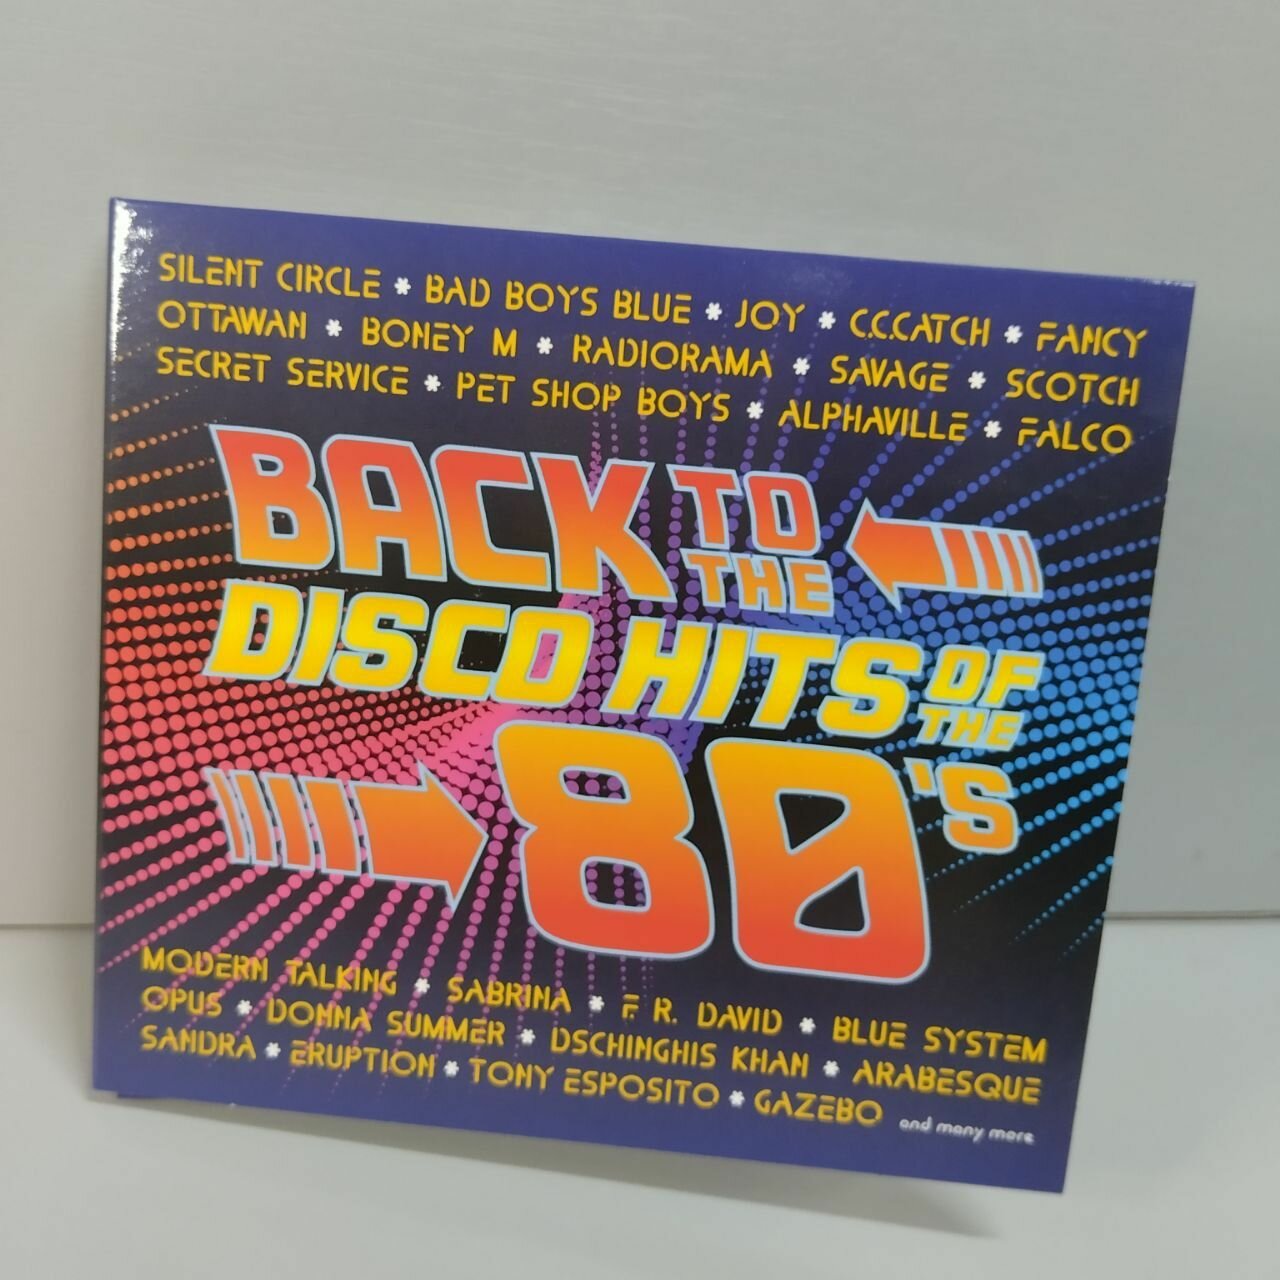 SILENT CIRCLE * BAD BOYS BLUE * JOY * C.C.CATCH * FANCY
OTTAWAN * BONEY M * RADIORAMA * SAVAGE * SCOTCH
SECRET SERVICE * PET SHOP BOYS * ALPHAVILLE * FALCO
BACK TO THE
DISCO HITS OF THE
80'S
MODERN TALKING * SABRINA * F. R. DAVID * BLUE SYSTEM
OPUS * DONNA SUMMER * DSCHINGHIS KHAN * ARABESQUE
SANDRA * ERUPTION * TONY ESPOSITO * GAZEBO and many more